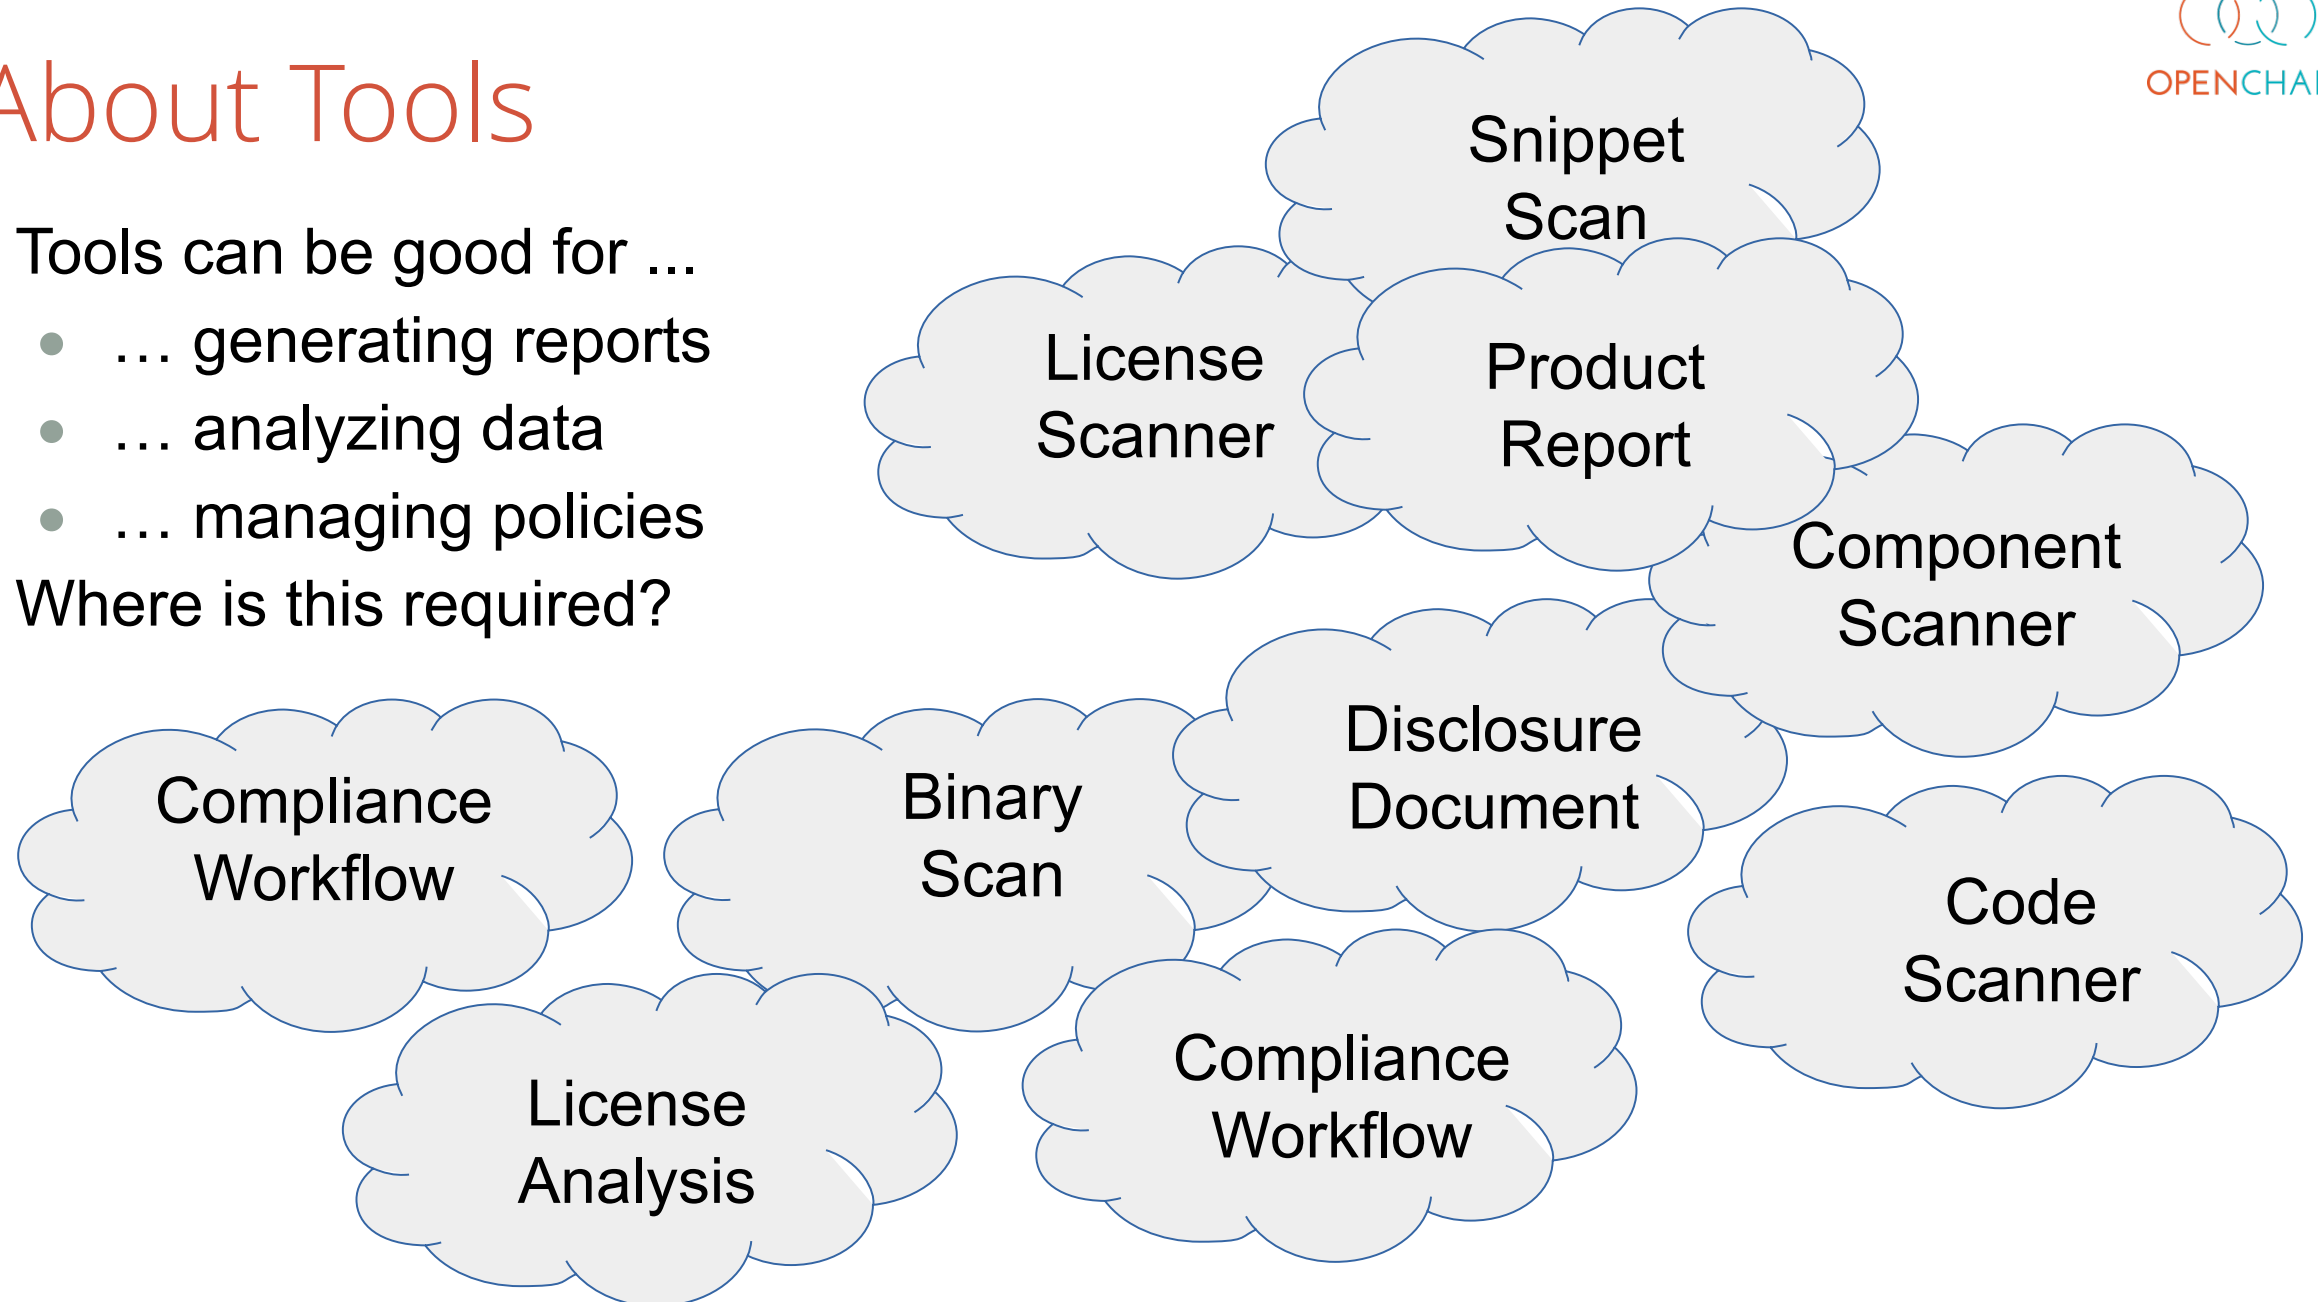 About Tools
OPENCHAI
Tools can be good for ...
… generating reports
… analyzing data
… managing policies
Where is this required?
Snippet
Scan
License
Scanner
Product
Report
Component
Scanner
Disclosure
Document
Compliance
Workflow
Binary
Scan
Code
Scanner
License
Analysis
Compliance
Workflow